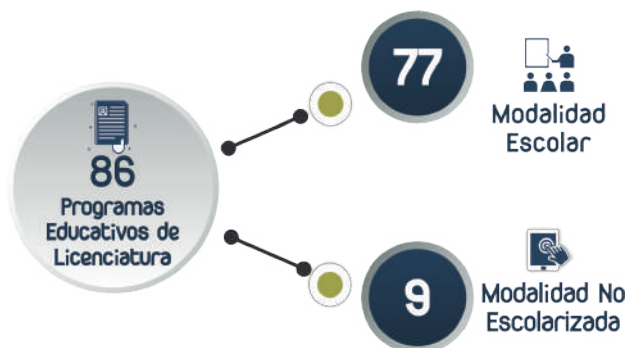 86
Programas
Educativos de
Licenciatura
77
Modalidad
Escolar
9
Modalidad No
Escolarizada